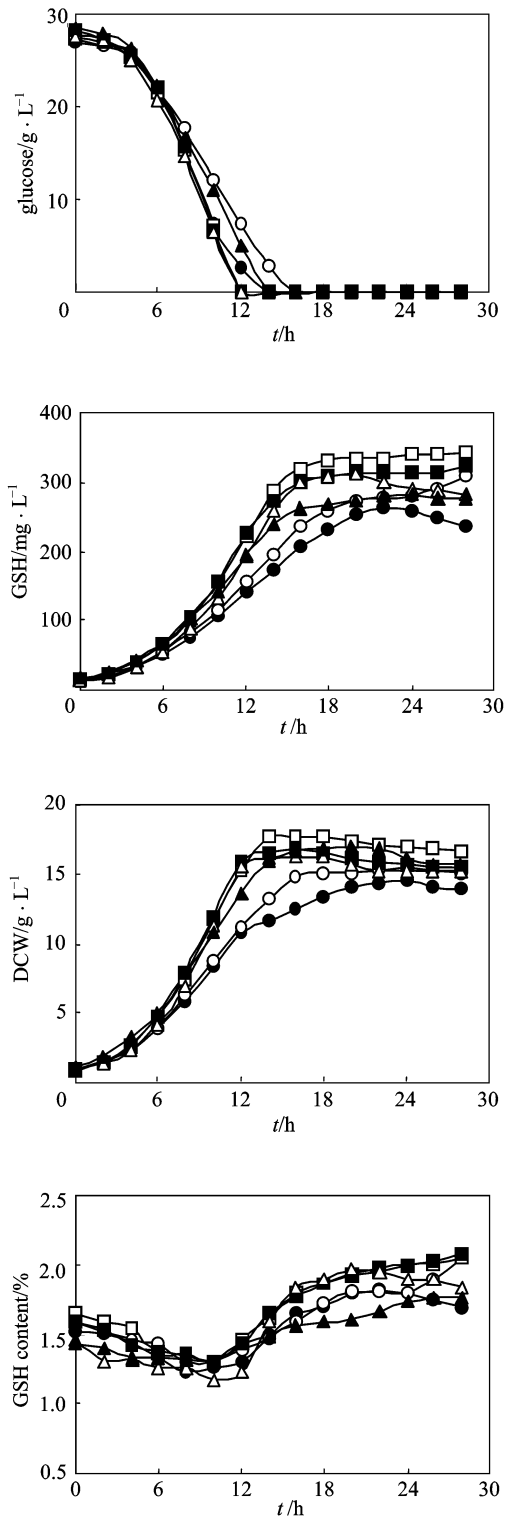 30
20
10
glucose/g · L⁻¹
0 6 12 18 24 30
t/h
400
300
200
100
GSH/mg · L⁻¹
0 6 12 18 24 30
t/h
20
15
10
5
DCW/g · L⁻¹
0 6 12 18 24 30
t/h
2.5
2.0
1.5
1.0
0.5
GSH content/%
0 6 12 18 24 30
t/h